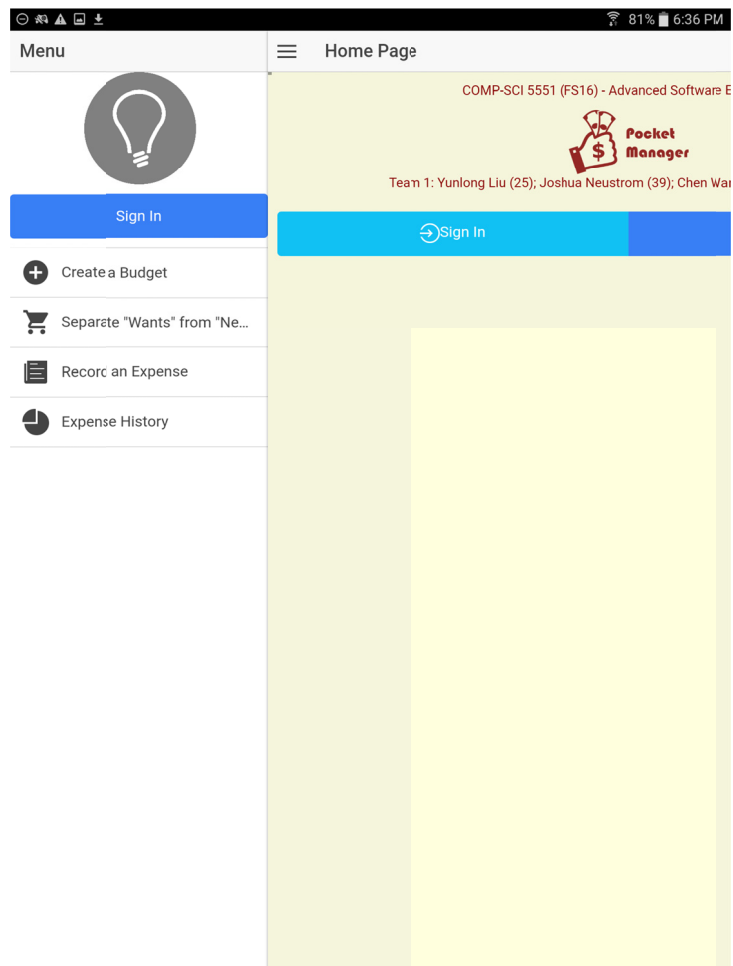 81% 6:36 PM
Menu
Home Page
COMP-SCI 5551 (FS16) - Advanced Software E
Pocket
Manager
$
Team 1: Yunlong Liu (25); Joshua Neustrom (39); Chen Wa
Sign In
Sign In
Create a Budget
Separate "Wants" from "Ne...
Record an Expense
Expense History